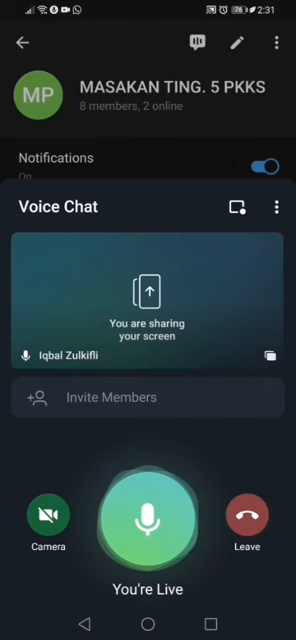 76
2:31
MP
MASAKAN TING. 5 PKKS
8 members, 2 online
Notifications
On
Voice Chat
You are sharing
your screen
Iqbal Zulkifli
Invite Members
Camera
Leave
You're Live